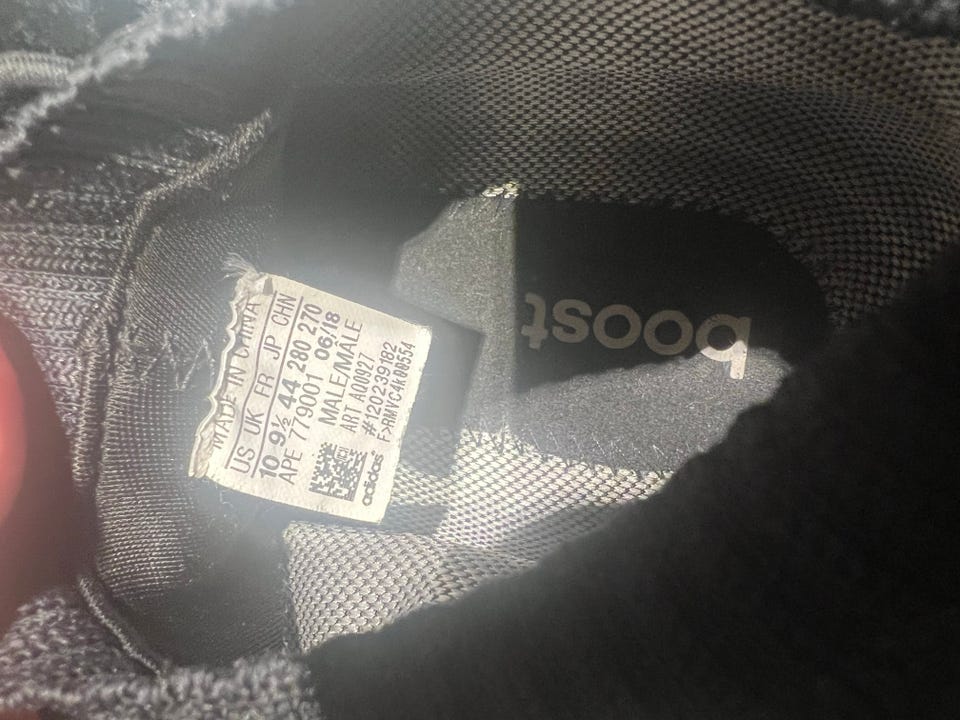 MADE IN CHINA
US UK FR JP CHN
10 9½ 44 280 270
APE 779001 06/18
MALE/MÂLE
ART AQ0927
#120239182
adidas
boost